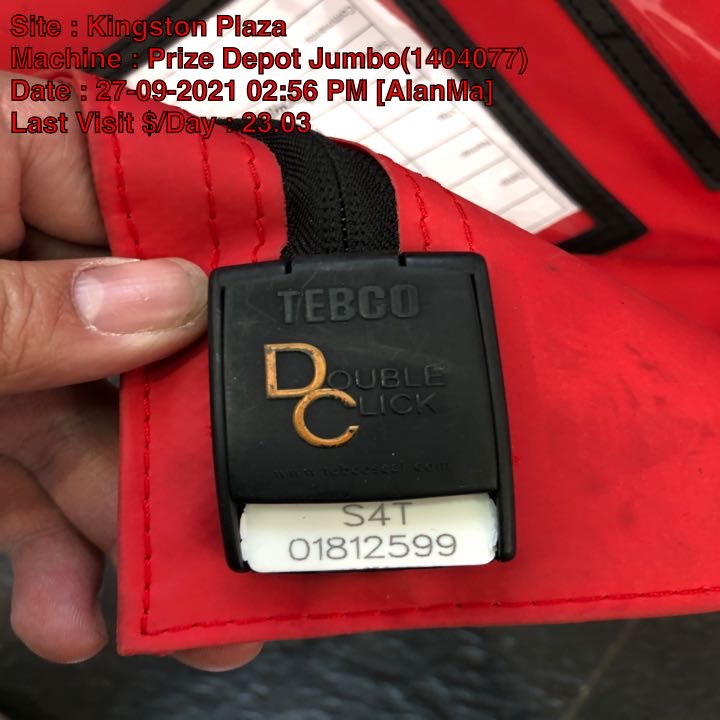 Site : Kingston Plaza
Machine : Prize Depot Jumbo(1404077)
Date : 27-09-2021 02:56 PM [AlanMa]
Last Visit $/Day : 23.03
TEBCO
DOUBLE
CLICK
S4T
01812599